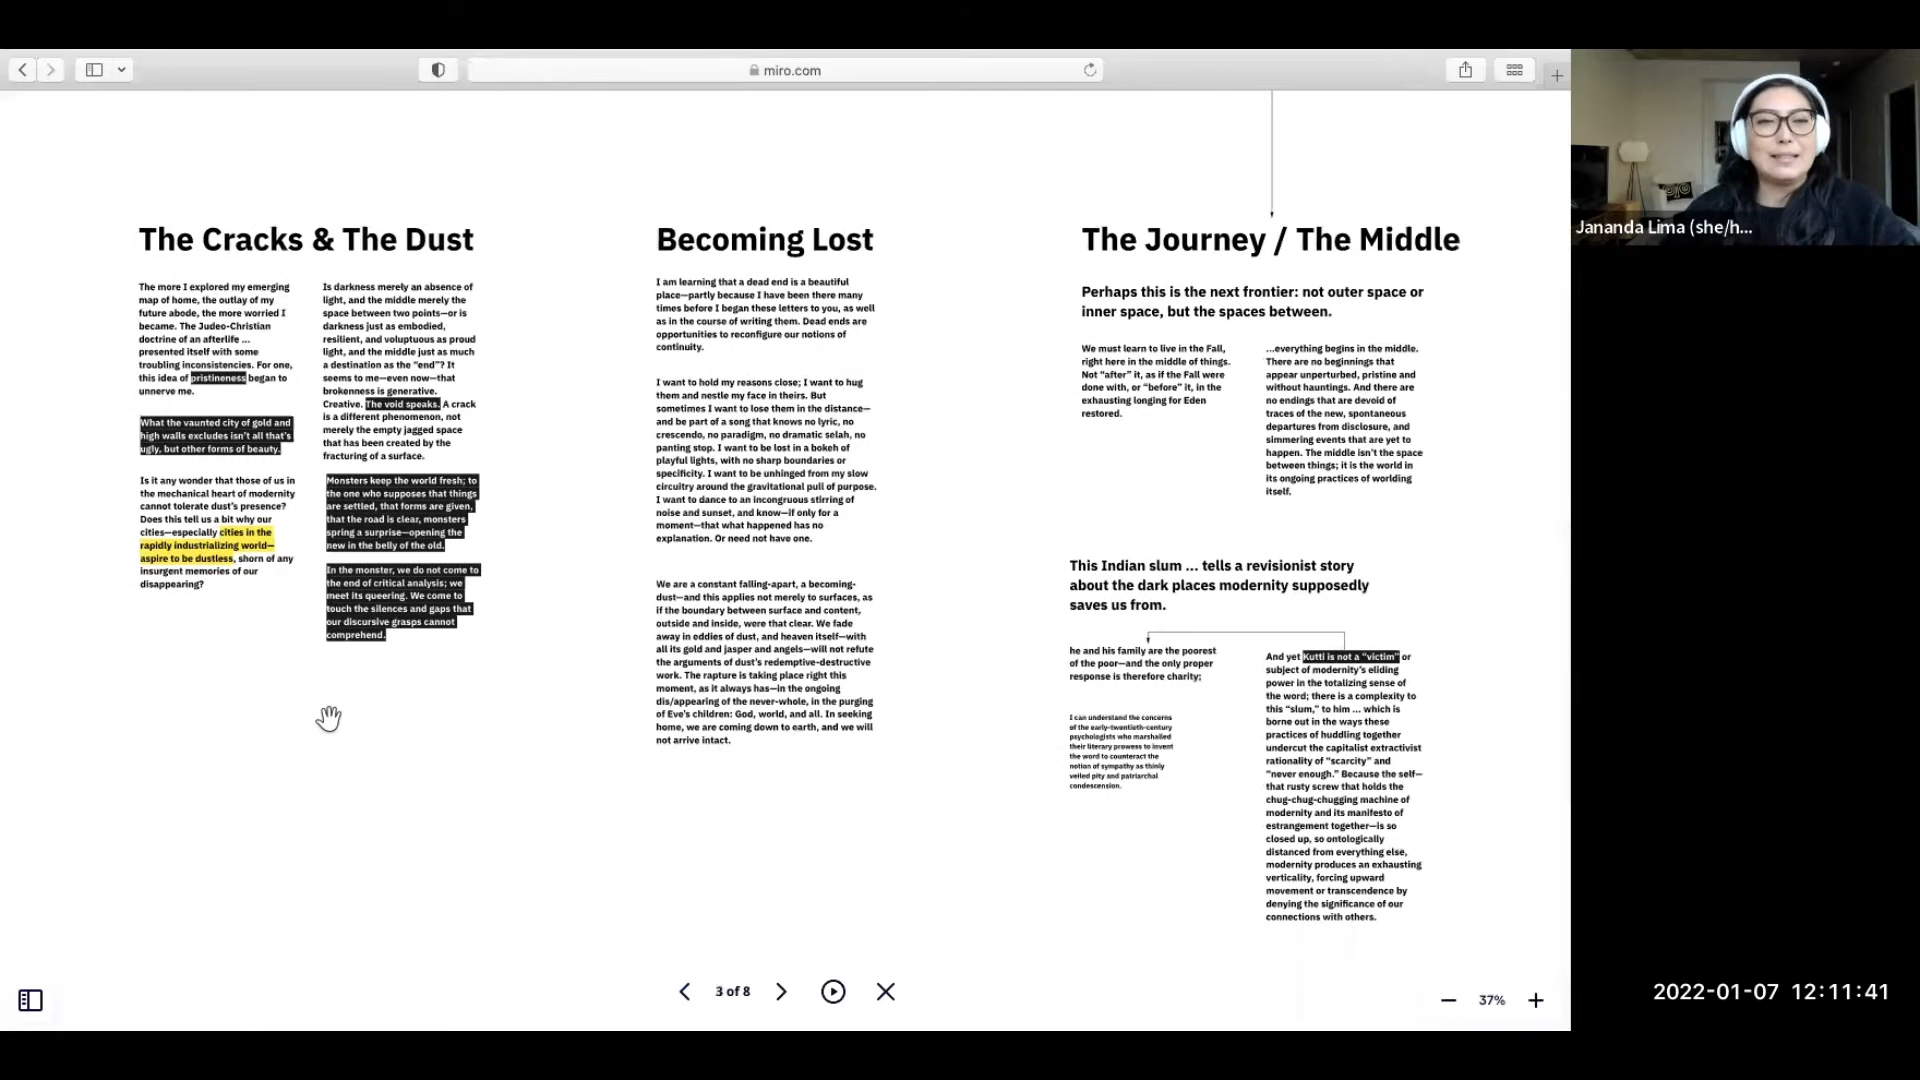 miro.com
The Cracks & The Dust
The more I explored my emerging
map of home, the outlay of my
future abode, the more worried I
became. The Judeo-Christian
doctrine of an afterlife ...
presented itself with some
troubling inconsistencies. For one,
this idea of pristineness began to
unnerve me.
What the vaunted city of gold and
high walls excludes isn't all that's
ugly, but other forms of beauty.
Is it any wonder that those of us in
the mechanical heart of modernity
cannot tolerate dust's presence?
Does this tell us a bit why our
cities—especially cities in the
rapidly industrializing world—
aspire to be dustless, shorn of any
insurgent memories of our
disappearing?
Is darkness merely an absence of
light, and the middle merely the
space between two points—or is
darkness just as embodied,
resilient, and voluptuous as proud
light, and the middle just as much
a destination as the "end"? It
seems to me—even now—that
brokenness is generative.
Creative. The void speaks. A crack
is a different phenomenon, not
merely the empty jagged space
that has been created by the
fracturing of a surface.
Monsters keep the world fresh; to
the one who supposes that things
are settled, that forms are given,
that the road is clear, monsters
spring a surprise—opening the
new in the belly of the old.
In the monster, we do not come to
the end of critical analysis; we
meet its queering. We come to
touch the silences and gaps that
our discursive grasps cannot
comprehend.
Becoming Lost
I am learning that a dead end is a beautiful
place—partly because I have been there many
times before I began these letters to you, as well
as in the course of writing them. Dead ends are
opportunities to reconfigure our notions of
continuity.
I want to hold my reasons close; I want to hug
them and nestle my face in theirs. But
sometimes I want to lose them in the distance—
and be part of a song that knows no lyric, no
crescendo, no paradigm, no dramatic selah, no
panting stop. I want to be lost in a bokeh of
playful lights, with no sharp boundaries or
specificity. I want to be unhinged from my slow
circuitry around the gravitational pull of purpose.
I want to dance to an incongruous stirring of
noise and sunset, and know—if only for a
moment—that what happened has no
explanation. Or need not have one.
We are a constant falling-apart, a becoming-
dust—and this applies not merely to surfaces, as
if the boundary between surface and content,
outside and inside, were that clear. We fade
away in eddies of dust, and heaven itself—with
all its gold and jasper and angels—will not refute
the arguments of dust's redemptive-destructive
work. The rapture is taking place right this
moment, as it always has—in the ongoing
dis/appearing of the never-whole, in the purging
of Eve's children: God, world, and all. In seeking
home, we are coming down to earth, and we will
not arrive intact.
The Journey / The Middle
Perhaps this is the next frontier: not outer space or
inner space, but the spaces between.
We must learn to live in the Fall,
right here in the middle of things.
Not "after" it, as if the Fall were
done with, or "before" it, in the
exhausting longing for Eden
restored.
...everything begins in the middle.
There are no beginnings that
appear unperturbed, pristine and
without hauntings. And there are
no endings that are devoid of
traces of the new, spontaneous
departures from disclosure, and
simmering events that are yet to
happen. The middle isn't the space
between things; it is the world in
its ongoing practices of worlding
itself.
This Indian slum ... tells a revisionist story
about the dark places modernity supposedly
saves us from.
he and his family are the poorest
of the poor—and the only proper
response is therefore charity;
I can understand the concerns
of the early-twentieth-century
psychologists who marshalled
their literary prowess to invent
the word to counteract the
notion of sympathy as thinly
veiled pity and patriarchal
condescension.
And yet Kutti is not a "victim" or
subject of modernity's eliding
power in the totalizing sense of
the word; there is a complexity to
this "slum," to him ... which is
borne out in the ways these
practices of huddling together
undercut the capitalist extractivist
rationality of "scarcity" and
"never enough." Because the self—
that rusty screw that holds the
chug-chug-chugging machine of
modernity and its manifesto of
estrangement together—is so
closed up, so ontologically
distanced from everything else,
modernity produces an exhausting
verticality, forcing upward
movement or transcendence by
denying the significance of our
connections with others.
3 of 8
37%
Jananda Lima (she/h...
2022-01-07 12:11:41